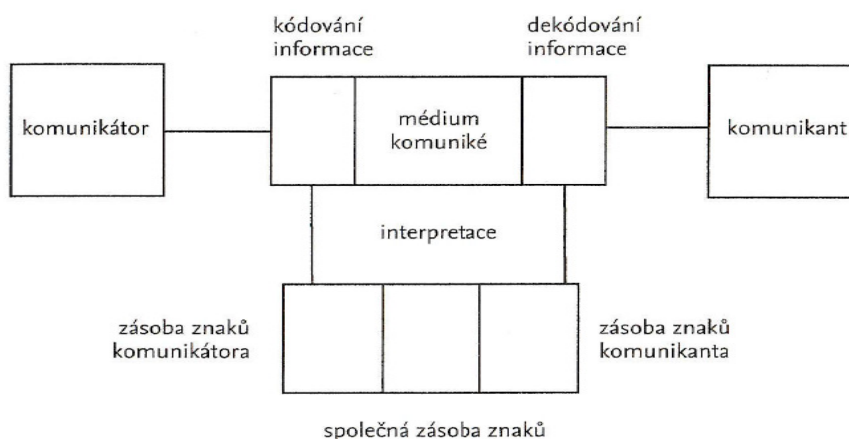 kódování
informace
dekódování
informace
komunikátor
médium
komuniké
komunikant
interpretace
zásoba znaků
komunikátora
zásoba znaků
komunikanta
společná zásoba znaků